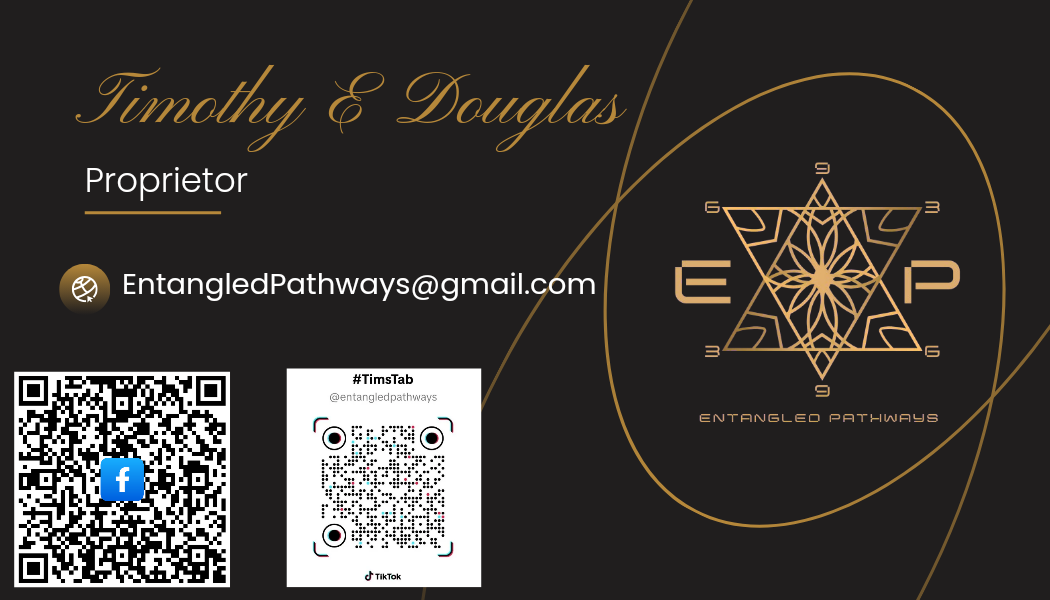 Timothy E Douglas
Proprietor
EntangledPathways@gmail.com
#TimsTab
@entangledpathways
TikTok
9
6 3
E P
3 6
9
ENTANGLED PATHWAYS